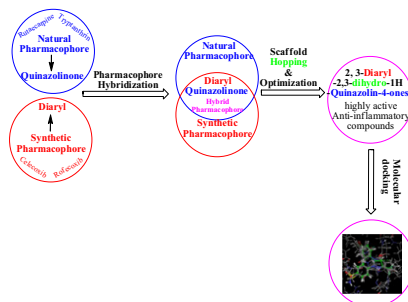 Rutaecarpine Tryptanthrin
Natural
Pharmacophore
Quinazolinone
Diaryl
Synthetic
Pharmacophore
Celecoxib Rofecoxib
Pharmacophore
Hybridization
Natural
Pharmacophore
Diaryl
Quinazolinone
Hybrid
Pharmacophore
Synthetic
Pharmacophore
Scaffold
Hopping
&
Optimization
2, 3-Diaryl
-2,3-dihydro-1H
-Quinazolin-4-ones
highly active
Anti-inflammatory
compounds
Molecular
docking